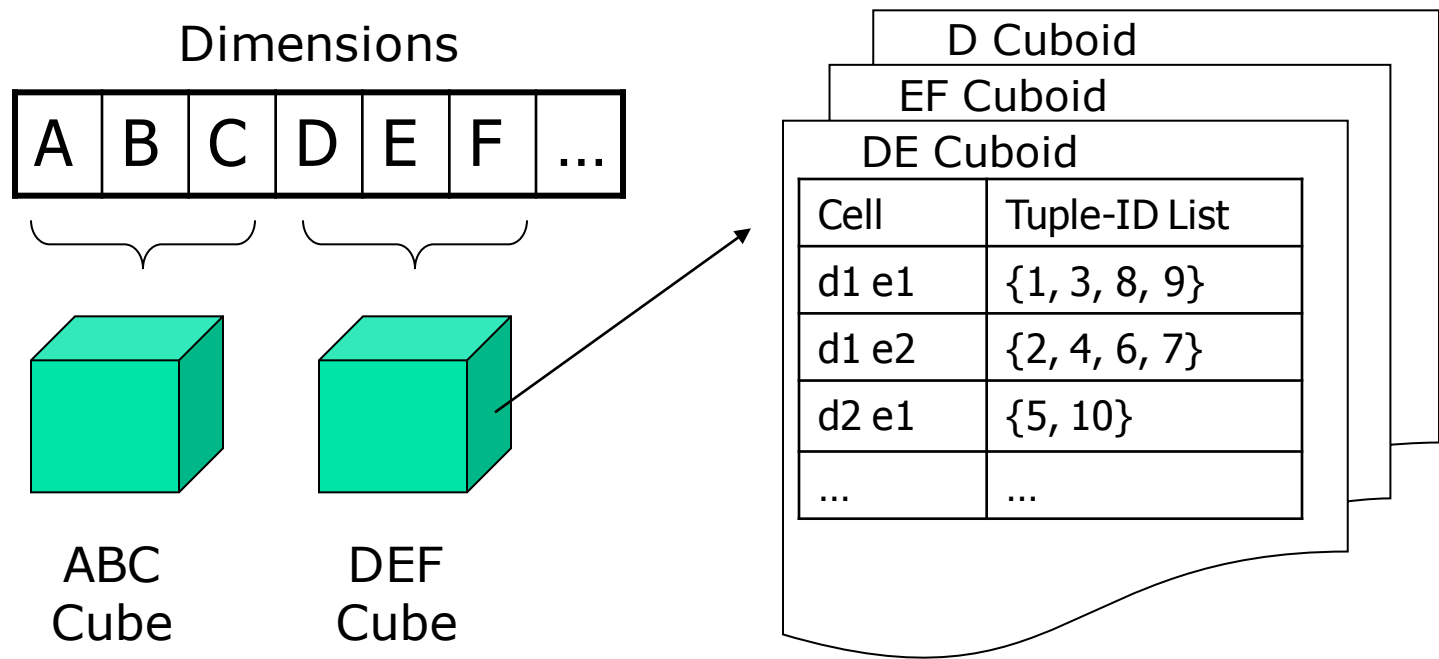 Dimensions
A B C D E F ...
ABC
Cube
DEF
Cube
D Cuboid
EF Cuboid
DE Cuboid
Cell Tuple-ID List
d1 e1 {1, 3, 8, 9}
d1 e2 {2, 4, 6, 7}
d2 e1 {5, 10}
... ...